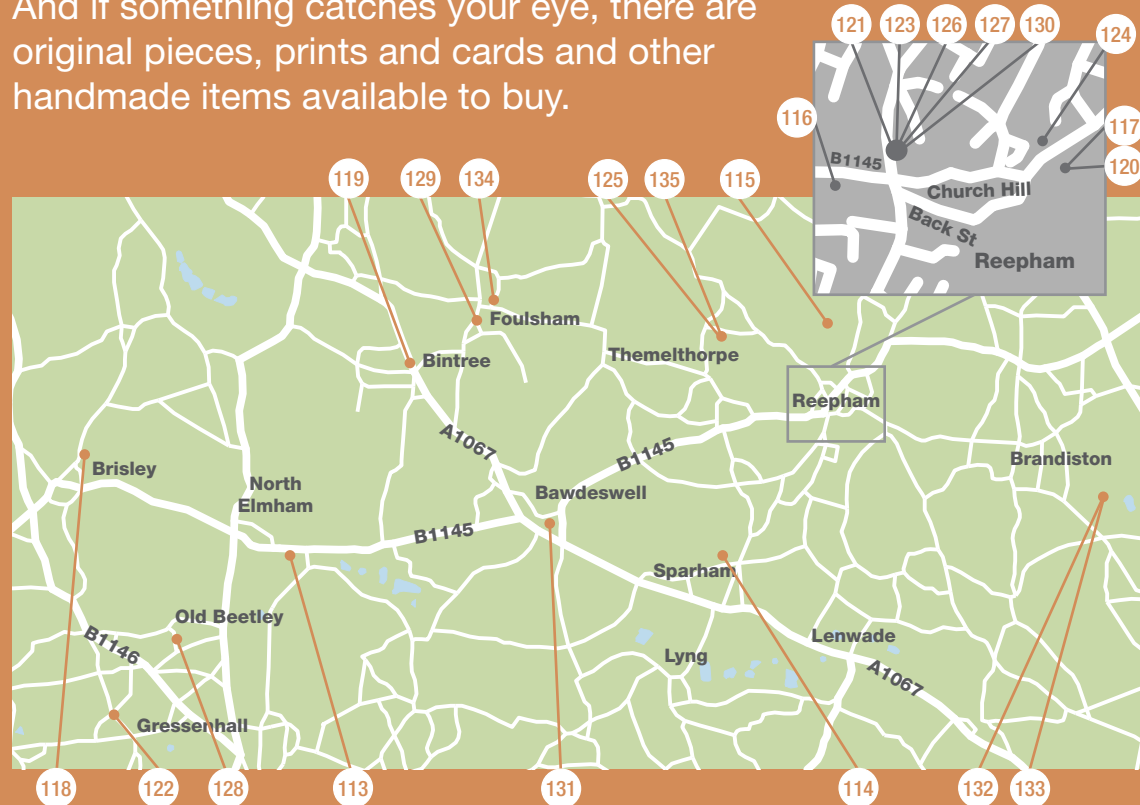 And if something catches your eye, there are
original pieces, prints and cards and other
handmade items available to buy.
121 123 126 127 130
124
116
117
120
B1145
Church Hill
Back St
Reepham
119 129 134 125 135 115
Foulsham
Bintree
Themelthorpe
Reepham
A1067
B1145
Brandiston
Brisley
North
Elmham
Bawdeswell
B1145
Sparham
Old Beetley
B1146
Lenwade
Lyng
A1067
Gressenhall
118 122 128 113 131 114 132 133